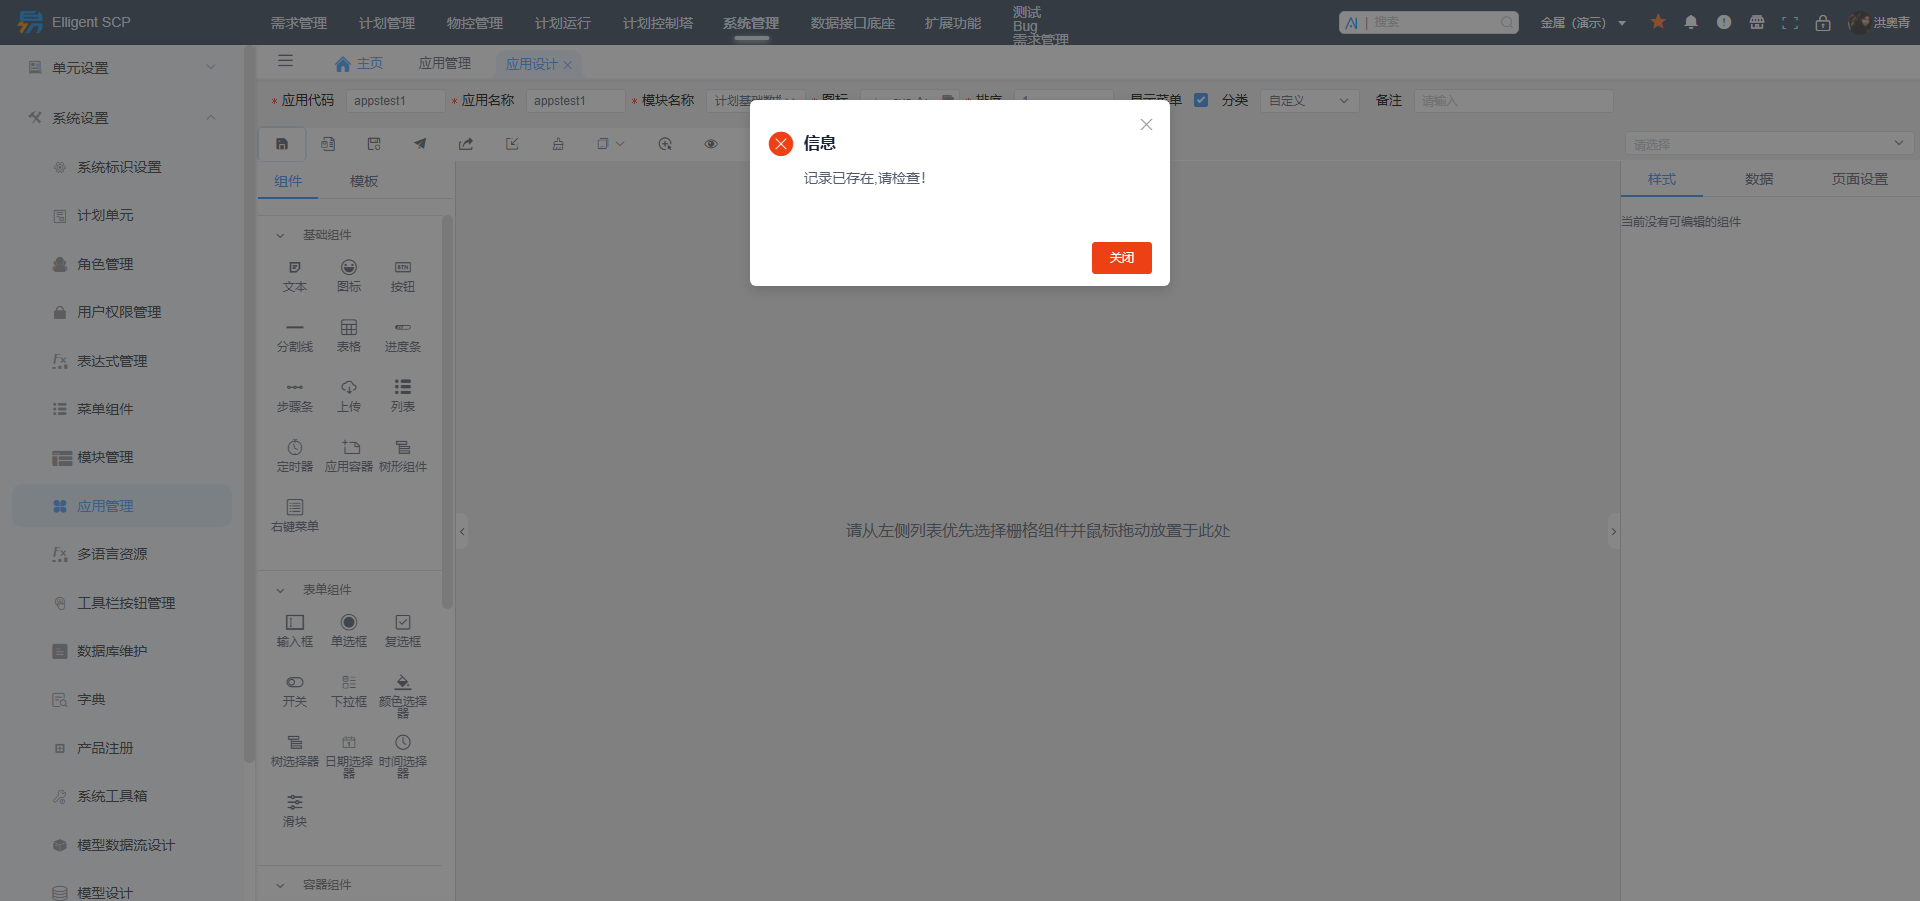 Elligent SCP
需求管理
计划管理
物控管理
计划运行
计划控制塔
系统管理
数据接口底座
扩展功能
测试
Bug
需求管理
AI | 搜索
金属（演示）
洪奥青
单元设置
系统设置
系统标识设置
计划单元
角色管理
用户权限管理
表达式管理
菜单组件
模块管理
应用管理
多语言资源
工具栏按钮管理
数据库维护
字典
产品注册
系统工具箱
模型数据流设计
模型设计
主页
应用管理
应用设计
* 应用代码 appstest1
* 应用名称 appstest1
* 模块名称 计划基础数据
* 图标
* 排序 1
显示菜单
分类 自定义
备注 请输入
请选择
组件
模板
基础组件
文本 图标 按钮
分割线 表格 进度条
步骤条 上传 列表
定时器 应用容器 树形组件
右键菜单
表单组件
输入框 单选框 复选框
开关 下拉框 颜色选择器
树选择器 日期选择器 时间选择器
滑块
容器组件
信息
记录已存在,请检查!
关闭
请从左侧列表优先选择栅格组件并鼠标拖动放置于此处
样式
数据
页面设置
当前没有可编辑的组件